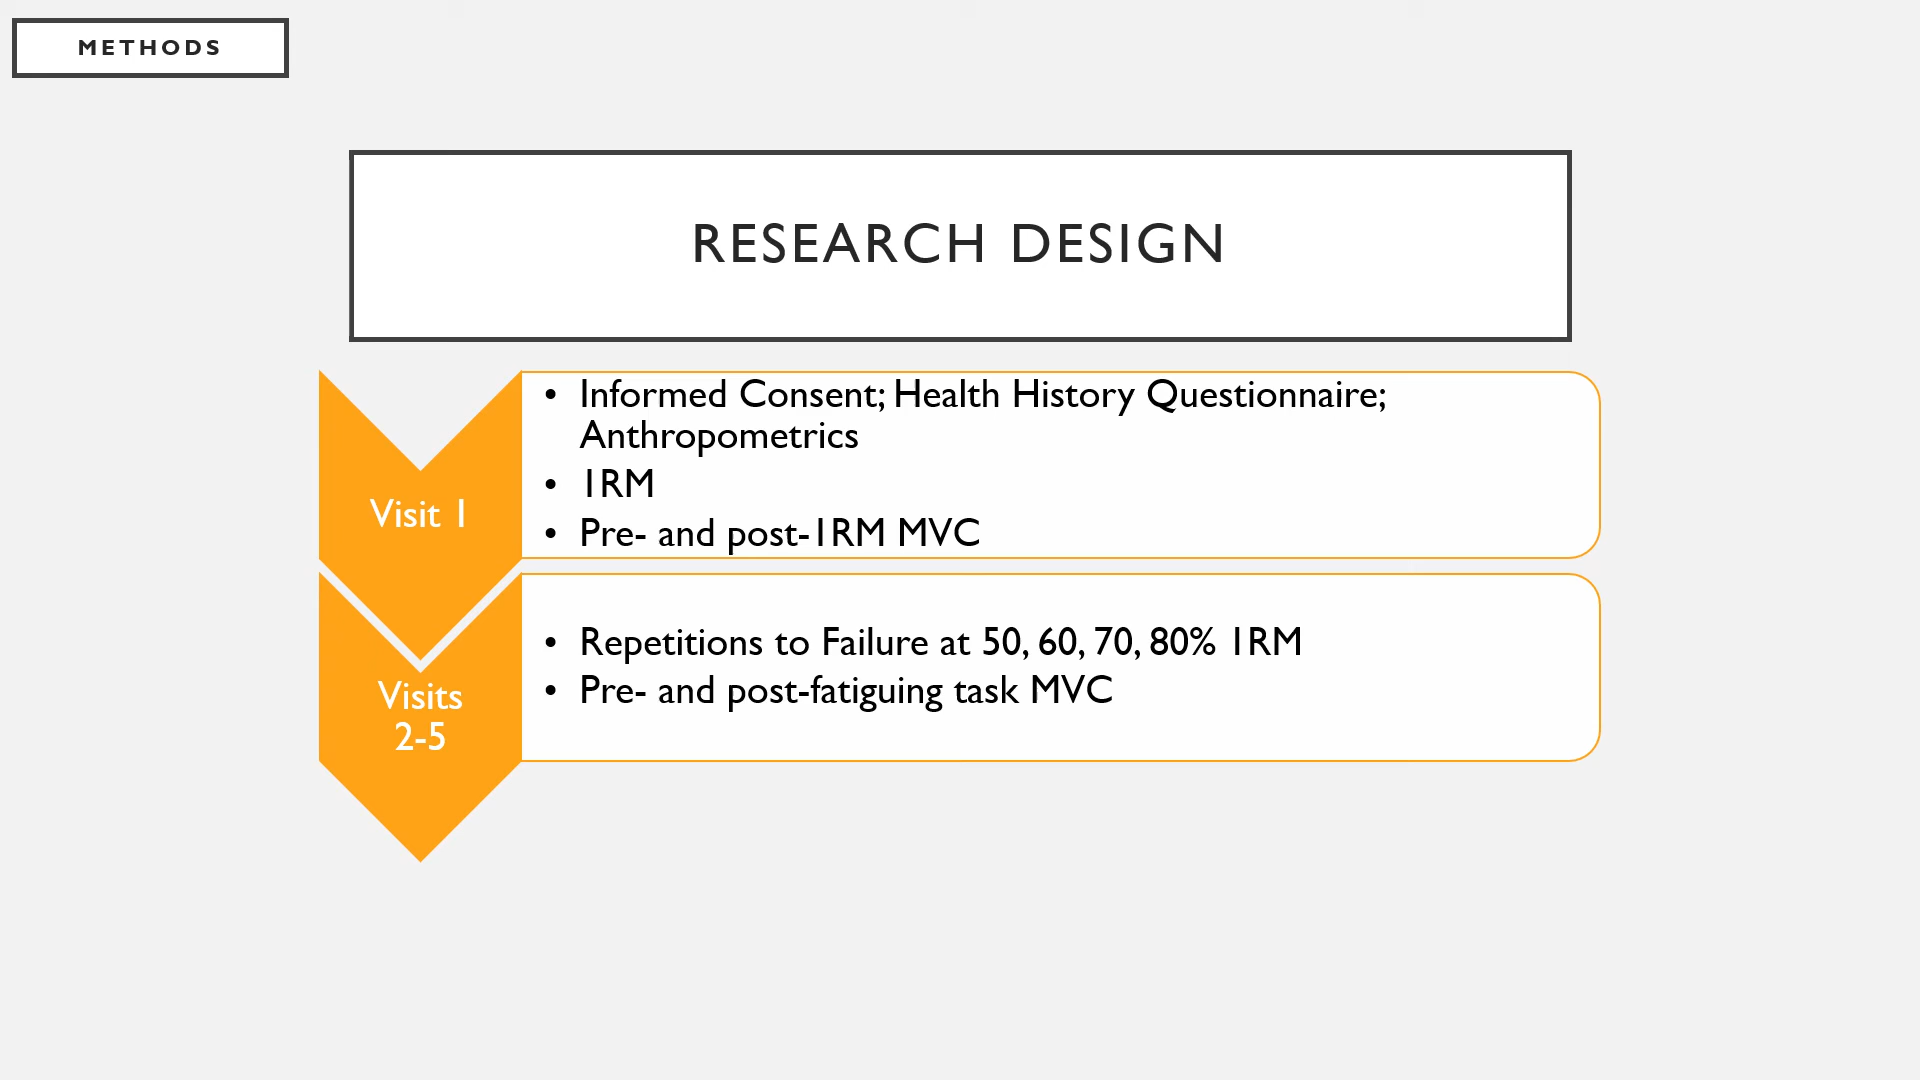 METHODS
RESEARCH DESIGN
Visit 1
• Informed Consent; Health History Questionnaire;
Anthropometrics
• 1RM
• Pre- and post-1RM MVC
Visits
2-5
• Repetitions to Failure at 50, 60, 70, 80% 1RM
• Pre- and post-fatiguing task MVC